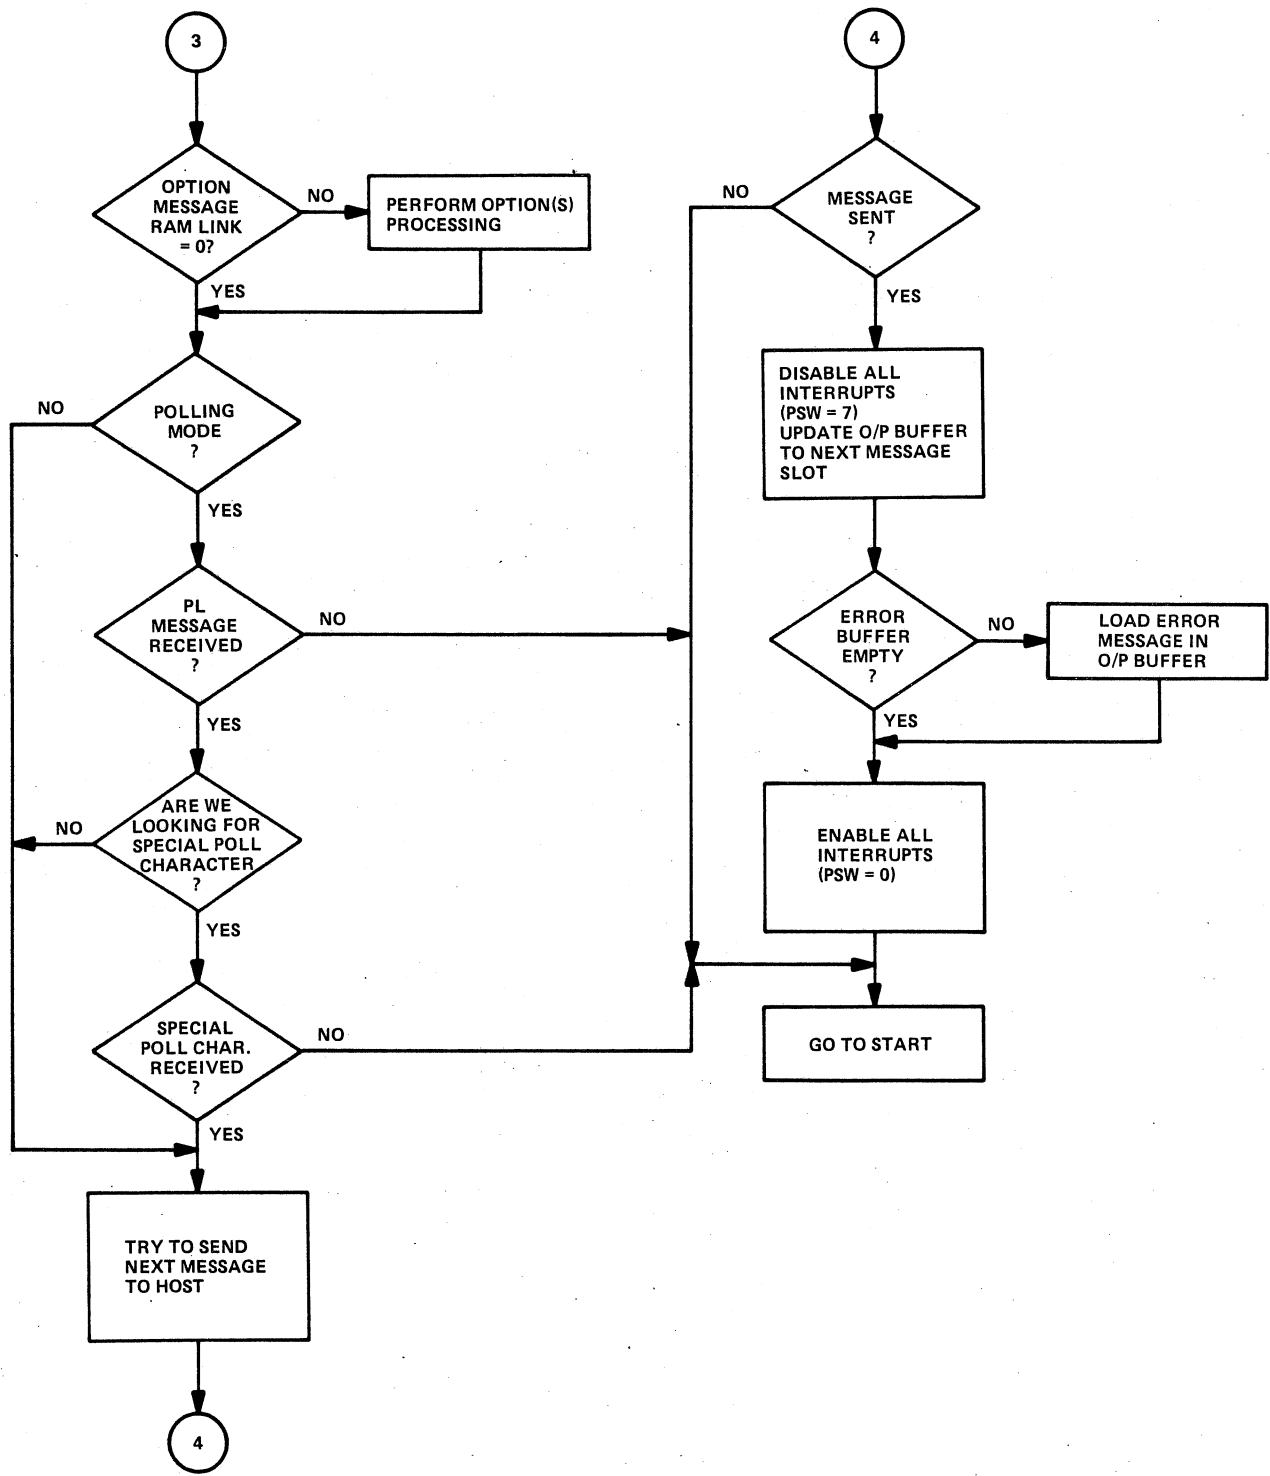 3
OPTION
MESSAGE
RAM LINK
= 0?
NO
PERFORM OPTION(S)
PROCESSING
YES
NO
POLLING
MODE
?
YES
PL
MESSAGE
RECEIVED
?
NO
YES
ARE WE
LOOKING FOR
SPECIAL POLL
CHARACTER
?
NO
YES
SPECIAL
POLL CHAR.
RECEIVED
?
NO
YES
TRY TO SEND
NEXT MESSAGE
TO HOST
4
4
NO
MESSAGE
SENT
?
YES
DISABLE ALL
INTERRUPTS
(PSW = 7)
UPDATE O/P BUFFER
TO NEXT MESSAGE
SLOT
ERROR
BUFFER
EMPTY
?
NO
LOAD ERROR
MESSAGE IN
O/P BUFFER
YES
ENABLE ALL
INTERRUPTS
(PSW = 0)
GO TO START